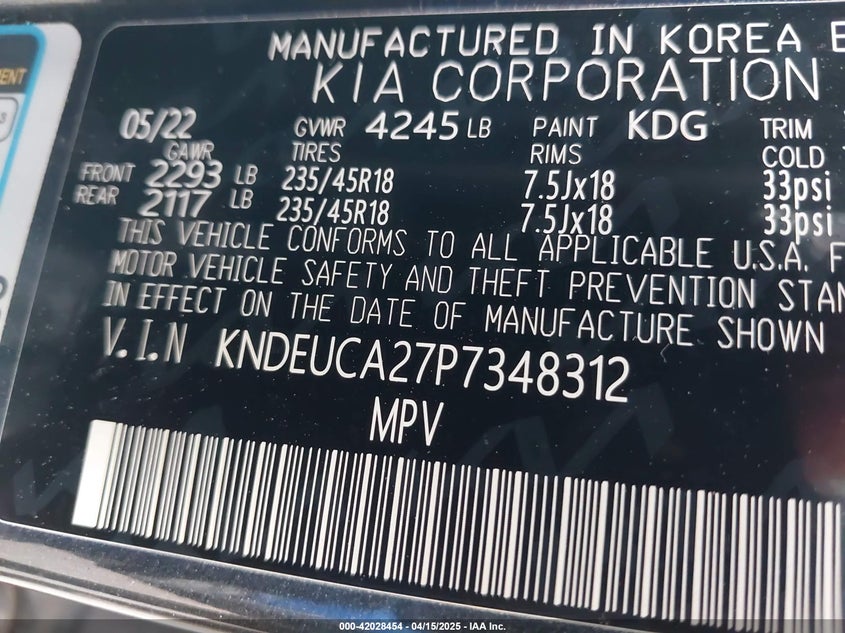 MENT
3
MANUFACTURED IN KOREA
KIA CORPORATION
05/22 GVWR 4245 LB PAINT KDG TRIM
GAWR TIRES RIMS COLD
FRONT 2293 LB 235/45R18 7.5Jx18 33psi
REAR 2117 LB 235/45R18 7.5Jx18 33psi
THIS VEHICLE CONFORMS TO ALL APPLICABLE U.S.A. F
MOTOR VEHICLE SAFETY AND THEFT PREVENTION STAN
IN EFFECT ON THE DATE OF MANUFACTURE SHOWN
V.I.N KNDEUCA27P7348312
MPV
000-42028454 - 04/15/2025 - IAA Inc.